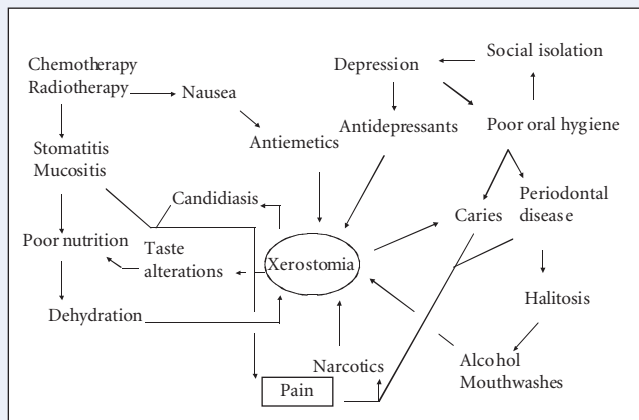 Chemotherapy
Radiotherapy
Nausea
Depression
Social isolation
Antiemetics
Antidepressants
Poor oral hygiene
Stomatitis
Mucositis
Candidiasis
Caries
Periodontal
disease
Poor nutrition
Taste
alterations
Xerostomia
Halitosis
Dehydration
Narcotics
Pain
Alcohol
Mouthwashes